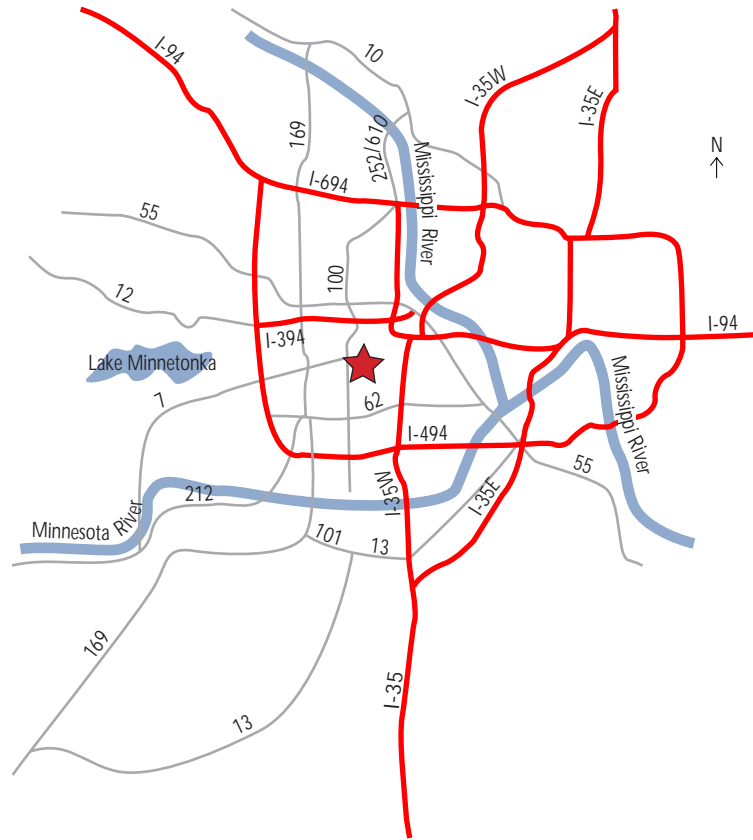 I-94
10
I-35W
I-35E
169
252/610
Mississippi River
N
I-694
55
100
12
I-394
I-94
Lake Minnetonka
7
62
Mississippi River
I-494
55
212
I-35W
I-35E
Minnesota River
101
13
169
I-35
13